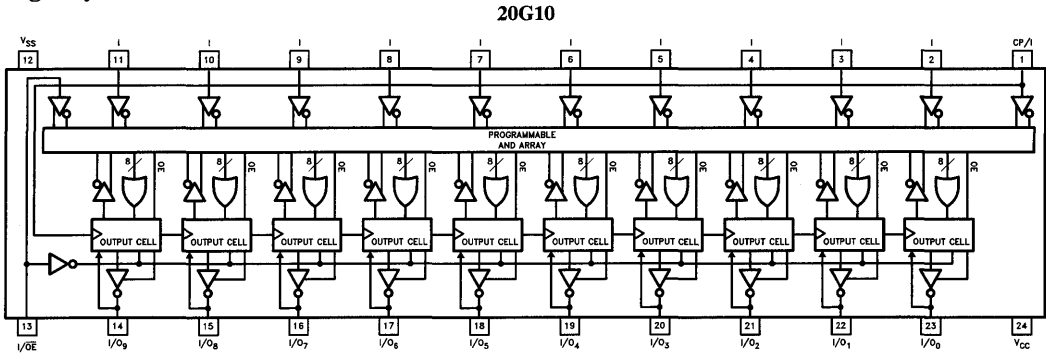 20G10
VSS I I I I I I I I I I CP/I
12 11 10 9 8 7 6 5 4 3 2 1
PROGRAMMABLE
AND ARRAY
8 30 8 30 8 30 8 30 8 30 8 30 8 30 8 30 8 30 8 30
OUTPUT CELL OUTPUT CELL OUTPUT CELL OUTPUT CELL OUTPUT CELL OUTPUT CELL OUTPUT CELL OUTPUT CELL OUTPUT CELL OUTPUT CELL
13 14 15 16 17 18 19 20 21 22 23 24
I/O̅E̅ I/O9 I/O8 I/O7 I/O6 I/O5 I/O4 I/O3 I/O2 I/O1 I/O0 VCC